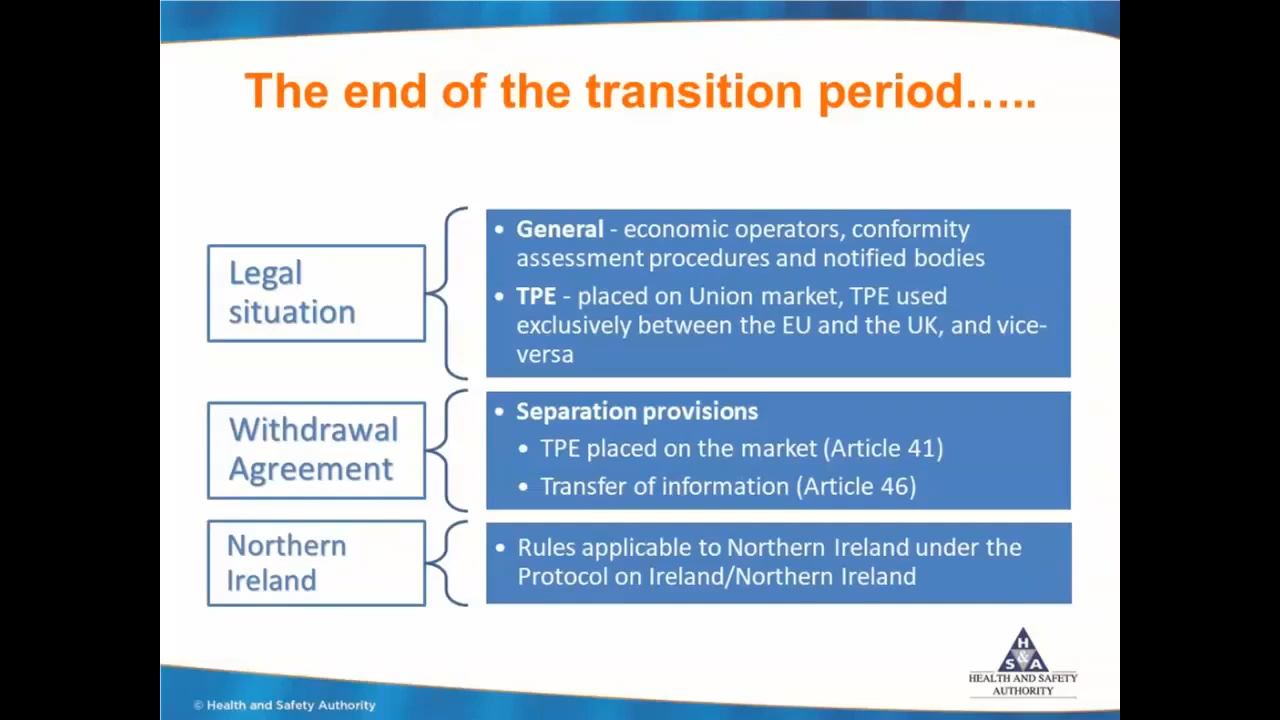 The end of the transition period…..
Legal
situation
• General - economic operators, conformity
assessment procedures and notified bodies
• TPE - placed on Union market, TPE used
exclusively between the EU and the UK, and vice-
versa
Withdrawal
Agreement
• Separation provisions
• TPE placed on the market (Article 41)
• Transfer of information (Article 46)
Northern
Ireland
• Rules applicable to Northern Ireland under the
Protocol on Ireland/Northern Ireland
H
S & A
HEALTH AND SAFETY
AUTHORITY
© Health and Safety Authority